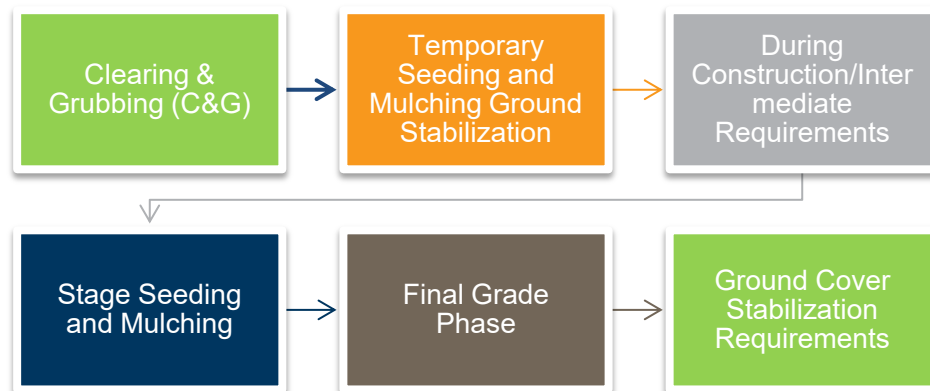 Clearing &
Grubbing (C&G)
Temporary
Seeding and
Mulching Ground
Stabilization
During
Construction/Inter
mediate
Requirements
Stage Seeding
and Mulching
Final Grade
Phase
Ground Cover
Stabilization
Requirements